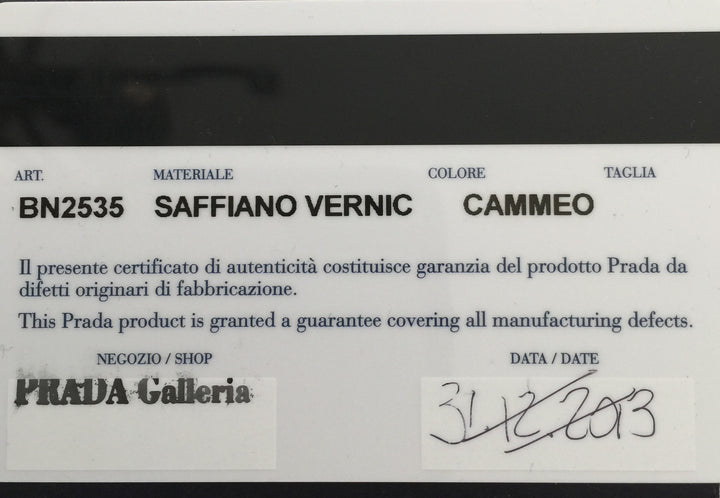 ART. MATERIALE COLORE TAGLIA
BN2535 SAFFIANO VERNIC CAMMEO
Il presente certificato di autenticità costituisce garanzia del prodotto Prada da
difetti originari di fabbricazione.
This Prada product is granted a guarantee covering all manufacturing defects.
NEGOZIO / SHOP DATA / DATE
PRADA Galleria 31.12.2013